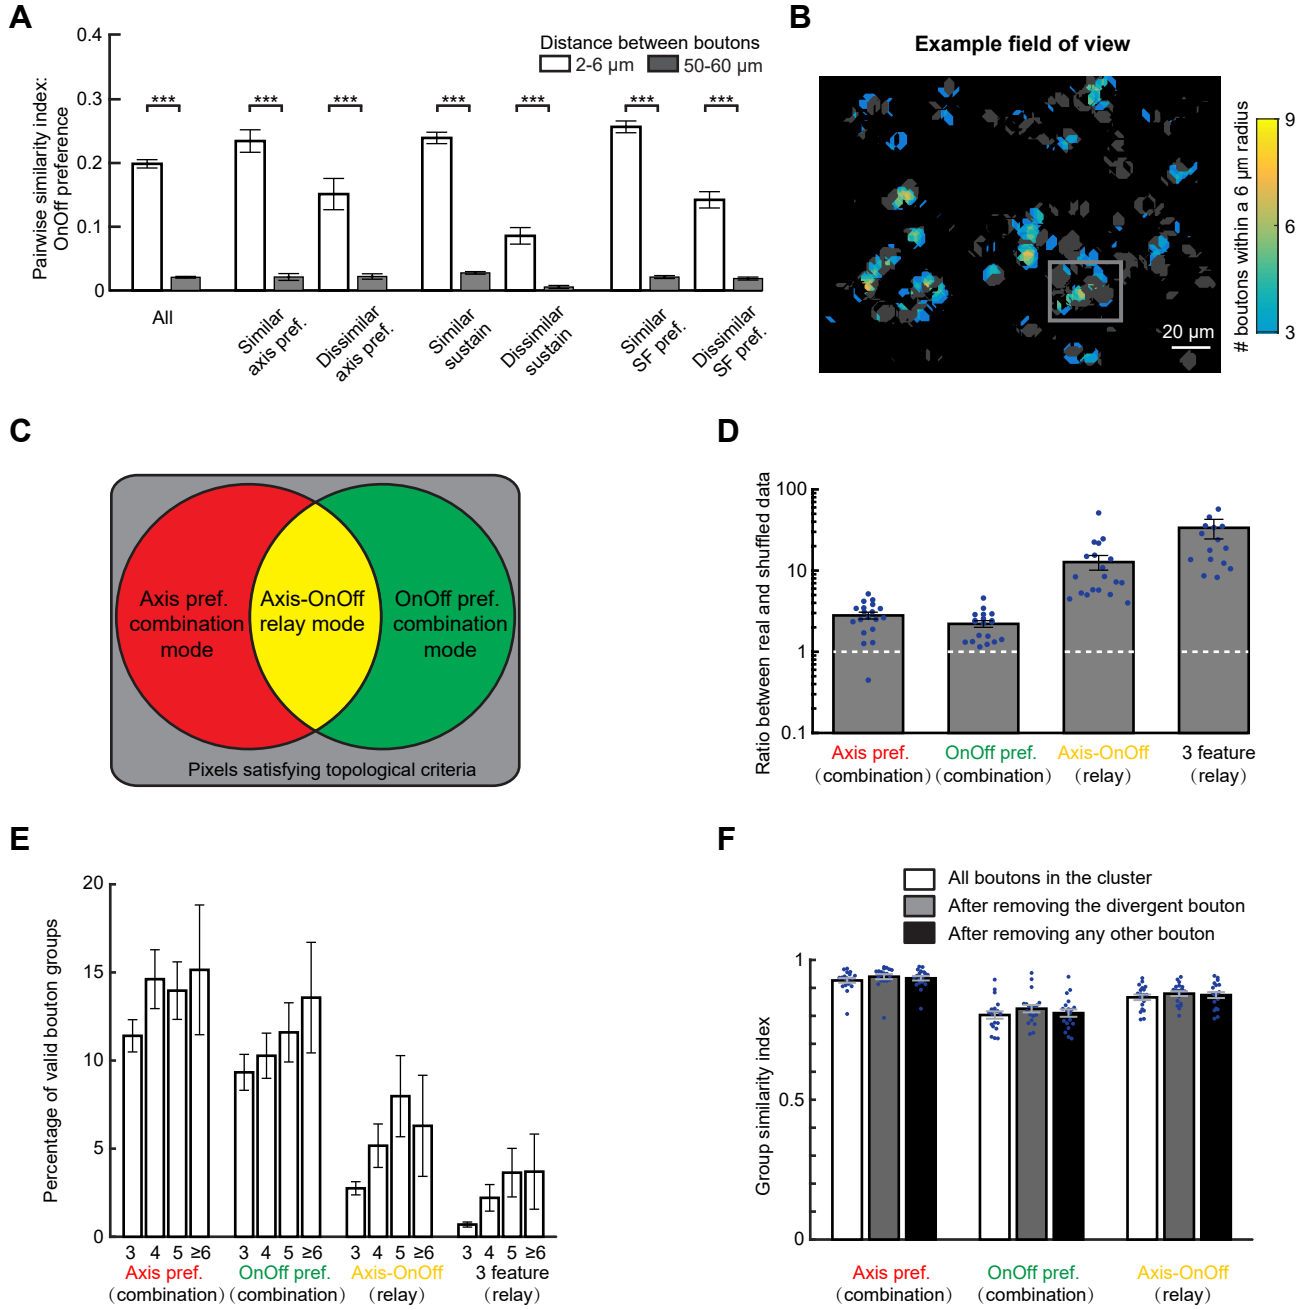 A
0.4
0.3
0.2
0.1
0
Pairwise similarity index:
OnOff preference
Distance between boutons
2-6 μm
50-60 μm
***
***
***
***
***
***
***
All
Similar
axis pref.
Dissimilar
axis pref.
Similar
sustain
Dissimilar
sustain
Similar
SF pref.
Dissimilar
SF pref.
B
Example field of view
20 μm
9
6
3
# boutons within a 6 μm radius
C
Axis pref.
combination
mode
Axis-OnOff
relay mode
OnOff pref.
combination
mode
Pixels satisfying topological criteria
D
Ratio between real and shuffled data
100
10
1
0.1
Axis pref.
(combination)
OnOff pref.
(combination)
Axis-OnOff
(relay)
3 feature
(relay)
E
Percentage of valid bouton groups
20
15
10
5
0
3 4 5 ≥6
3 4 5 ≥6
3 4 5 ≥6
3 4 5 ≥6
Axis pref.
(combination)
OnOff pref.
(combination)
Axis-OnOff
(relay)
3 feature
(relay)
F
All boutons in the cluster
After removing the divergent bouton
After removing any other bouton
Group similarity index
1
0.5
0
Axis pref.
(combination)
OnOff pref.
(combination)
Axis-OnOff
(relay)